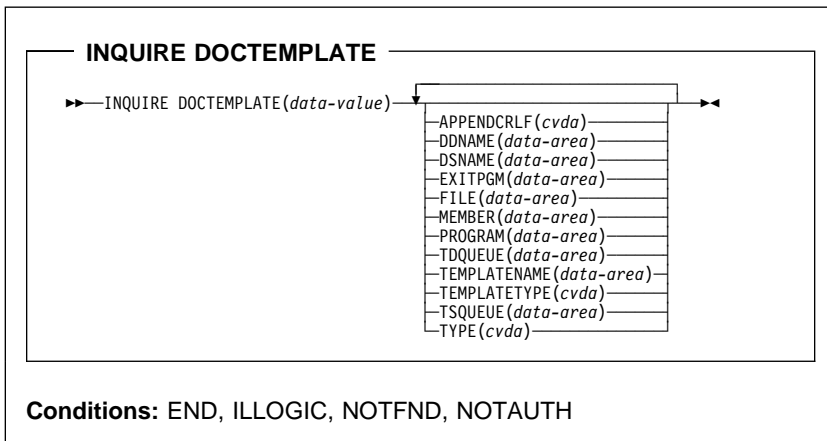 INQUIRE DOCTEMPLATE
INQUIRE DOCTEMPLATE(data-value)
APPENDCRLF(cvda)
DDNAME(data-area)
DSNAME(data-area)
EXITPGM(data-area)
FILE(data-area)
MEMBER(data-area)
PROGRAM(data-area)
TDQUEUE(data-area)
TEMPLATENAME(data-area)
TEMPLATETYPE(cvda)
TSQUEUE(data-area)
TYPE(cvda)
Conditions: END, ILLOGIC, NOTFND, NOTAUTH